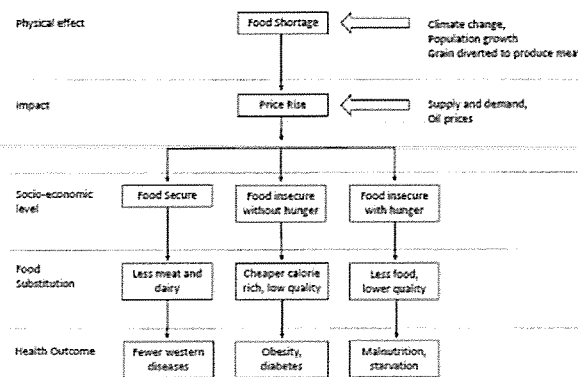 Physical effect
Food Shortage
Climate change,
Population growth
Grain diverted to produce meat
Impact
Price Rise
Supply and demand,
Oil prices
Socio-economic
level
Food Secure
Food insecure
without hunger
Food insecure
with hunger
Food
Substitution
Less meat and
dairy
Cheaper calorie
rich, low quality
Less food,
lower quality
Health Outcome
Fewer western
diseases
Obesity,
diabetes
Malnutrition,
starvation